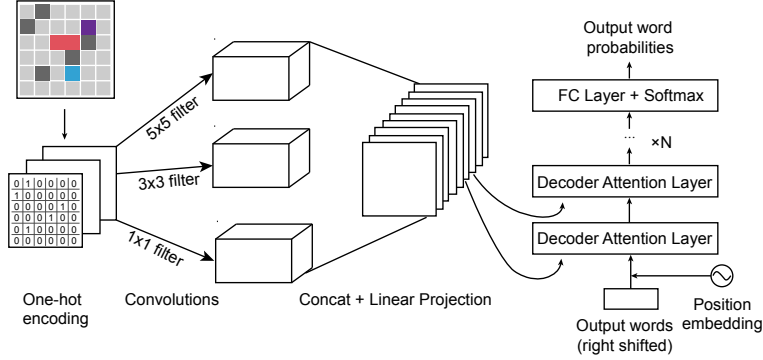 Output word
probabilities
FC Layer + Softmax
... ×N
Decoder Attention Layer
Decoder Attention Layer
5x5 filter
3x3 filter
1x1 filter
0 1 0 0 0 0
1 0 0 0 0 0
0 0 0 0 1 0
0 0 0 1 0 0
0 1 0 0 0 0
0 0 0 0 0 0
One-hot
encoding
Convolutions
Concat + Linear Projection
Output words
(right shifted)
Position
embedding